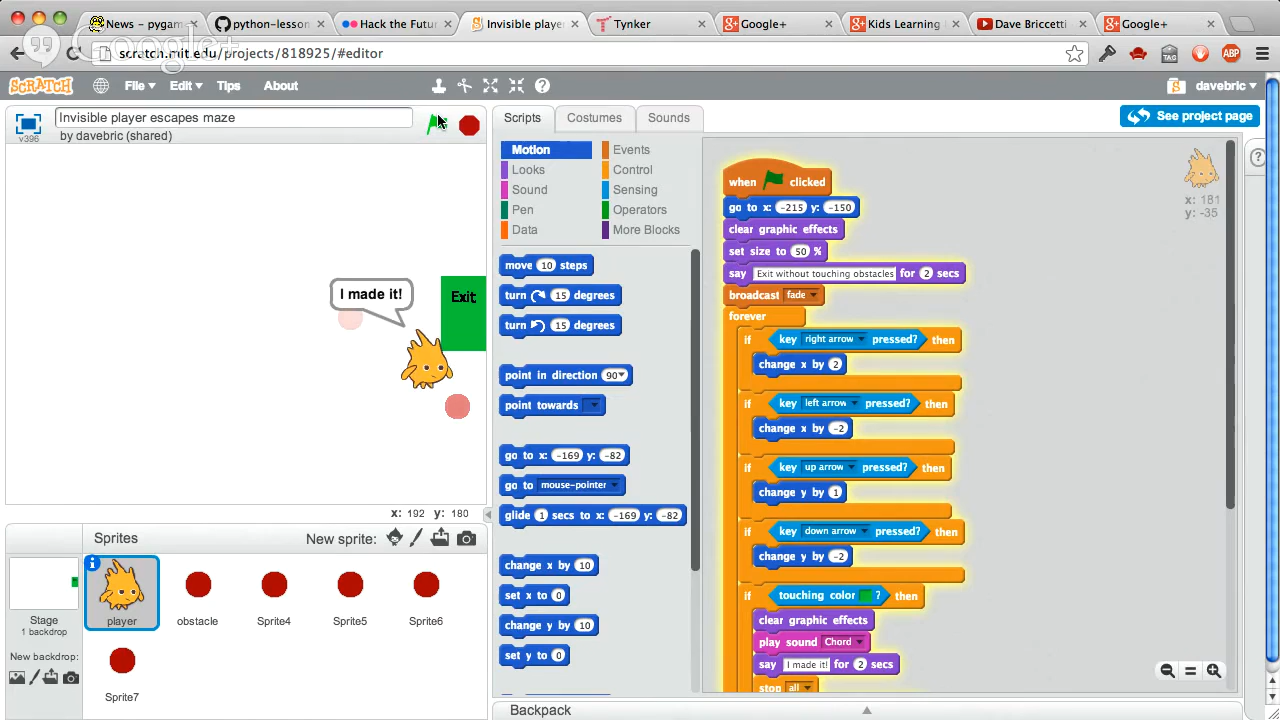 News – pygam
python-lesson
Hack the Futur
Invisible player
Tynker
Google+
Kids Learning
Dave Briccetti
Google+
Google+
scratch.mit.edu/projects/818925/#editor
TAG
ABP
SCRATCH
File
Edit
Tips
About
davebric
Invisible player escapes maze
by davebric (shared)
v396
Scripts
Costumes
Sounds
See project page
Motion
Looks
Sound
Pen
Data
Events
Control
Sensing
Operators
More Blocks
move 10 steps
turn 15 degrees
turn 15 degrees
point in direction 90
point towards
go to x: -169 y: -82
go to mouse-pointer
glide 1 secs to x: -169 y: -82
change x by 10
set x to 0
change y by 10
set y to 0
when clicked
go to x: -215 y: -150
clear graphic effects
set size to 50 %
say Exit without touching obstacles for 2 secs
broadcast fade
forever
if key right arrow pressed? then
change x by 2
if key left arrow pressed? then
change x by -2
if key up arrow pressed? then
change y by 1
if key down arrow pressed? then
change y by -2
if touching color ? then
clear graphic effects
play sound Chord
say I made it! for 2 secs
stop all
x: 181
y: -35
I made it!
Exit
x: 192 y: 180
Sprites
New sprite:
Stage
1 backdrop
New backdrop:
player
obstacle
Sprite4
Sprite5
Sprite6
Sprite7
Backpack